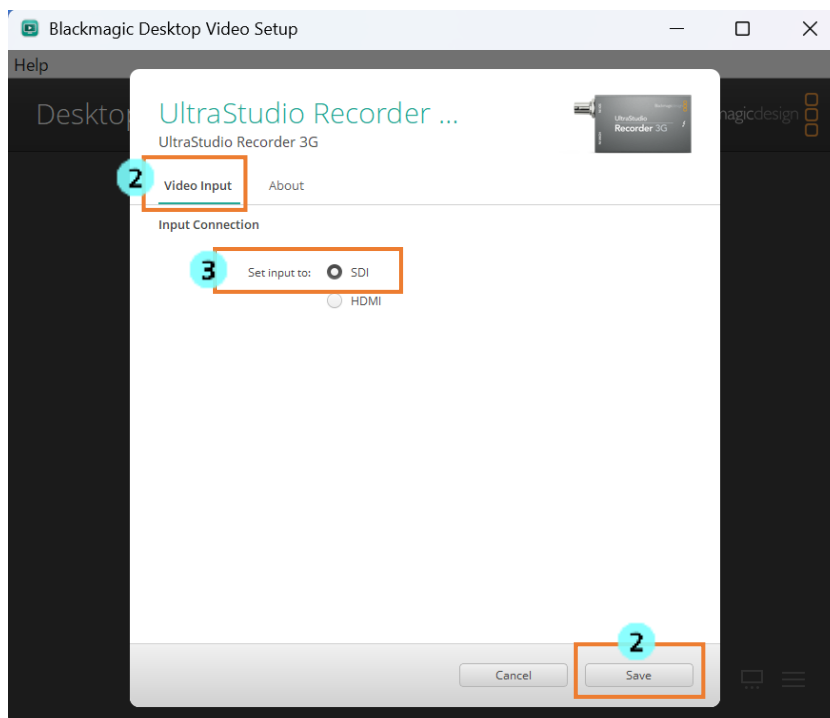 Blackmagic Desktop Video Setup
Help
Desktop
magicdesign
UltraStudio Recorder ...
UltraStudio Recorder 3G
UltraStudio
Recorder 3G
2
Video Input
About
Input Connection
3
Set input to:
SDI
HDMI
2
Cancel
Save